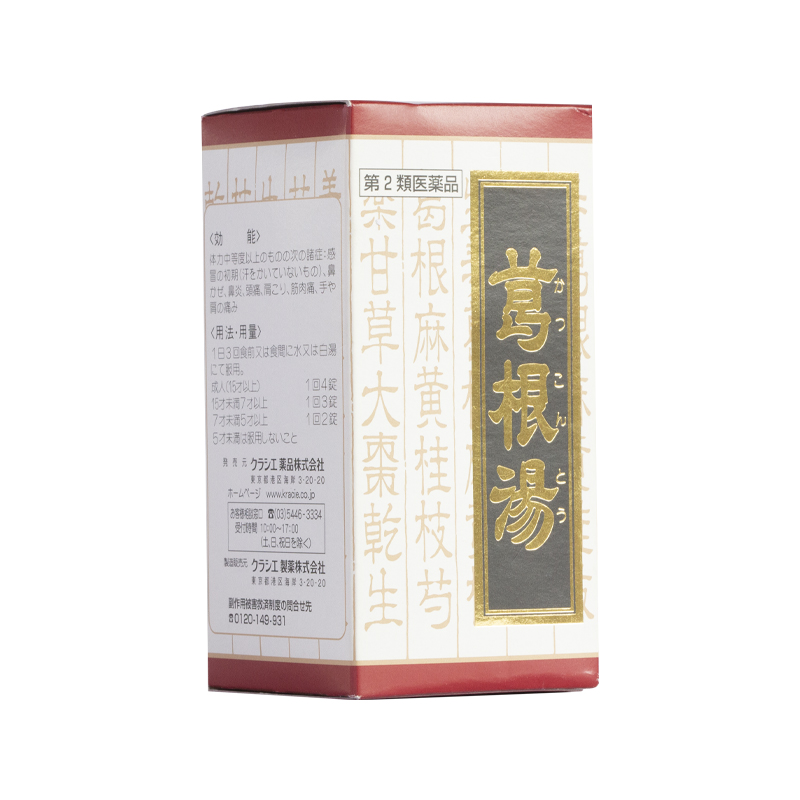 第2類医薬品
葛根湯
かっこんとう
葛根麻黄桂枝芍
甘草大棗乾生
〈効 能〉
体力中等度以上のものの次の諸症:感
冒の初期(汗をかいていないもの)、鼻
かぜ、鼻炎、頭痛、肩こり、筋肉痛、手や
肩の痛み
〈用法・用量〉
1日3回食前又は食間に水又は白湯
にて服用。
成人(15才以上) 1回4錠
15才未満7才以上 1回3錠
7才未満5才以上 1回2錠
5才未満は服用しないこと
発売元 クラシエ薬品株式会社
東京都港区海岸3-20-20
ホームページ www.kracie.co.jp
お客様相談窓口 ☎(03)5446-3334
受付時間 10:00〜17:00
(土、日、祝日を除く)
製造販売元 クラシエ製薬株式会社
東京都港区海岸3-20-20
副作用被害救済制度の問合せ先
☎0120-149-931